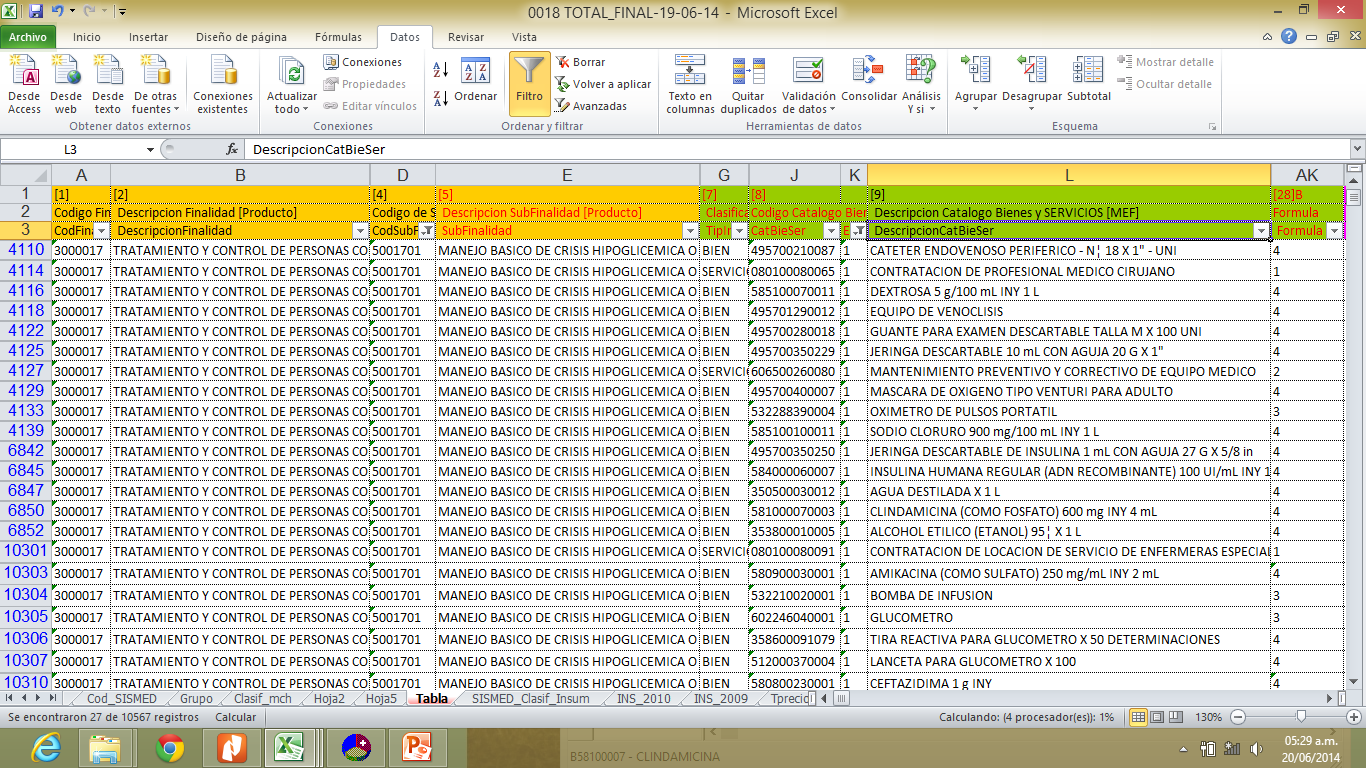 0018 TOTAL_FINAL-19-06-14 - Microsoft Excel
Archivo Inicio Insertar Diseño de página Fórmulas Datos Revisar Vista
Desde Access Desde web Desde texto De otras fuentes Conexiones existentes Actualizar todo Conexiones Propiedades Editar vínculos Ordenar Filtro Borrar Volver a aplicar Avanzadas Texto en columnas Quitar duplicados Validación de datos Consolidar Análisis Y si Agrupar Desagrupar Subtotal Mostrar detalle Ocultar detalle
Obtener datos externos Conexiones Ordenar y filtrar Herramientas de datos Esquema
L3 fx DescripcionCatBieSer
A B D E G J K L AK
1 [1] [2] [4] [5] [7] [8] [9] [28]B
2 Codigo Fin Descripcion Finalidad [Producto] Codigo de S Descripcion SubFinalidad [Producto] Clasifica Codigo Catalogo Bien Descripcion Catalogo Bienes y SERVICIOS [MEF] Formula
3 CodFina DescripcionFinalidad CodSubF SubFinalidad TipIn CatBieSer E DescripcionCatBieSer Formula
4110 3000017 TRATAMIENTO Y CONTROL DE PERSONAS CO 5001701 MANEJO BASICO DE CRISIS HIPOGLICEMICA O BIEN 495700210087 1 CATETER ENDOVENOSO PERIFERICO - N¦ 18 X 1" - UNI 4
4114 3000017 TRATAMIENTO Y CONTROL DE PERSONAS CO 5001701 MANEJO BASICO DE CRISIS HIPOGLICEMICA O SERVICIO 080100080065 1 CONTRATACION DE PROFESIONAL MEDICO CIRUJANO 1
4116 3000017 TRATAMIENTO Y CONTROL DE PERSONAS CO 5001701 MANEJO BASICO DE CRISIS HIPOGLICEMICA O BIEN 585100070011 1 DEXTROSA 5 g/100 mL INY 1 L 4
4118 3000017 TRATAMIENTO Y CONTROL DE PERSONAS CO 5001701 MANEJO BASICO DE CRISIS HIPOGLICEMICA O BIEN 495701290012 1 EQUIPO DE VENOCLISIS 4
4122 3000017 TRATAMIENTO Y CONTROL DE PERSONAS CO 5001701 MANEJO BASICO DE CRISIS HIPOGLICEMICA O BIEN 495700280018 1 GUANTE PARA EXAMEN DESCARTABLE TALLA M X 100 UNI 4
4125 3000017 TRATAMIENTO Y CONTROL DE PERSONAS CO 5001701 MANEJO BASICO DE CRISIS HIPOGLICEMICA O BIEN 495700350229 1 JERINGA DESCARTABLE 10 mL CON AGUJA 20 G X 1" 4
4127 3000017 TRATAMIENTO Y CONTROL DE PERSONAS CO 5001701 MANEJO BASICO DE CRISIS HIPOGLICEMICA O SERVICIO 606500260080 1 MANTENIMIENTO PREVENTIVO Y CORRECTIVO DE EQUIPO MEDICO 2
4129 3000017 TRATAMIENTO Y CONTROL DE PERSONAS CO 5001701 MANEJO BASICO DE CRISIS HIPOGLICEMICA O BIEN 495700400007 1 MASCARA DE OXIGENO TIPO VENTURI PARA ADULTO 4
4133 3000017 TRATAMIENTO Y CONTROL DE PERSONAS CO 5001701 MANEJO BASICO DE CRISIS HIPOGLICEMICA O BIEN 532288390004 1 OXIMETRO DE PULSOS PORTATIL 3
4139 3000017 TRATAMIENTO Y CONTROL DE PERSONAS CO 5001701 MANEJO BASICO DE CRISIS HIPOGLICEMICA O BIEN 585100100011 1 SODIO CLORURO 900 mg/100 mL INY 1 L 4
6842 3000017 TRATAMIENTO Y CONTROL DE PERSONAS CO 5001701 MANEJO BASICO DE CRISIS HIPOGLICEMICA O BIEN 495700350250 1 JERINGA DESCARTABLE DE INSULINA 1 mL CON AGUJA 27 G X 5/8 in 4
6845 3000017 TRATAMIENTO Y CONTROL DE PERSONAS CO 5001701 MANEJO BASICO DE CRISIS HIPOGLICEMICA O BIEN 584000060007 1 INSULINA HUMANA REGULAR (ADN RECOMBINANTE) 100 UI/mL INY 1 4
6847 3000017 TRATAMIENTO Y CONTROL DE PERSONAS CO 5001701 MANEJO BASICO DE CRISIS HIPOGLICEMICA O BIEN 350500030012 1 AGUA DESTILADA X 1 L 4
6850 3000017 TRATAMIENTO Y CONTROL DE PERSONAS CO 5001701 MANEJO BASICO DE CRISIS HIPOGLICEMICA O BIEN 581000070003 1 CLINDAMICINA (COMO FOSFATO) 600 mg INY 4 mL 4
6852 3000017 TRATAMIENTO Y CONTROL DE PERSONAS CO 5001701 MANEJO BASICO DE CRISIS HIPOGLICEMICA O BIEN 353800010005 1 ALCOHOL ETILICO (ETANOL) 95¦ X 1 L 4
10301 3000017 TRATAMIENTO Y CONTROL DE PERSONAS CO 5001701 MANEJO BASICO DE CRISIS HIPOGLICEMICA O SERVICIO 080100080091 1 CONTRATACION DE LOCACION DE SERVICIO DE ENFERMERAS ESPECIAL 1
10303 3000017 TRATAMIENTO Y CONTROL DE PERSONAS CO 5001701 MANEJO BASICO DE CRISIS HIPOGLICEMICA O BIEN 580900030001 1 AMIKACINA (COMO SULFATO) 250 mg/mL INY 2 mL 4
10304 3000017 TRATAMIENTO Y CONTROL DE PERSONAS CO 5001701 MANEJO BASICO DE CRISIS HIPOGLICEMICA O BIEN 532210020001 1 BOMBA DE INFUSION 3
10305 3000017 TRATAMIENTO Y CONTROL DE PERSONAS CO 5001701 MANEJO BASICO DE CRISIS HIPOGLICEMICA O BIEN 602246040001 1 GLUCOMETRO 3
10306 3000017 TRATAMIENTO Y CONTROL DE PERSONAS CO 5001701 MANEJO BASICO DE CRISIS HIPOGLICEMICA O BIEN 358600091079 1 TIRA REACTIVA PARA GLUCOMETRO X 50 DETERMINACIONES 4
10307 3000017 TRATAMIENTO Y CONTROL DE PERSONAS CO 5001701 MANEJO BASICO DE CRISIS HIPOGLICEMICA O BIEN 512000370004 1 LANCETA PARA GLUCOMETRO X 100 4
10310 3000017 TRATAMIENTO Y CONTROL DE PERSONAS CO 5001701 MANEJO BASICO DE CRISIS HIPOGLICEMICA O BIEN 580800230001 1 CEFTAZIDIMA 1 g INY 4
Cod_SISMED Grupo Clasif_mch Hoja2 Hoja5 Tabla SISMED_Clasif_Insum INS_2010 INS_2009 Tpreci
Se encontraron 27 de 10567 registros Calcular Calculando: (4 procesador(es)): 1% 130%
B58100007 - CLINDAMICINA
05:29 a.m.
20/06/2014